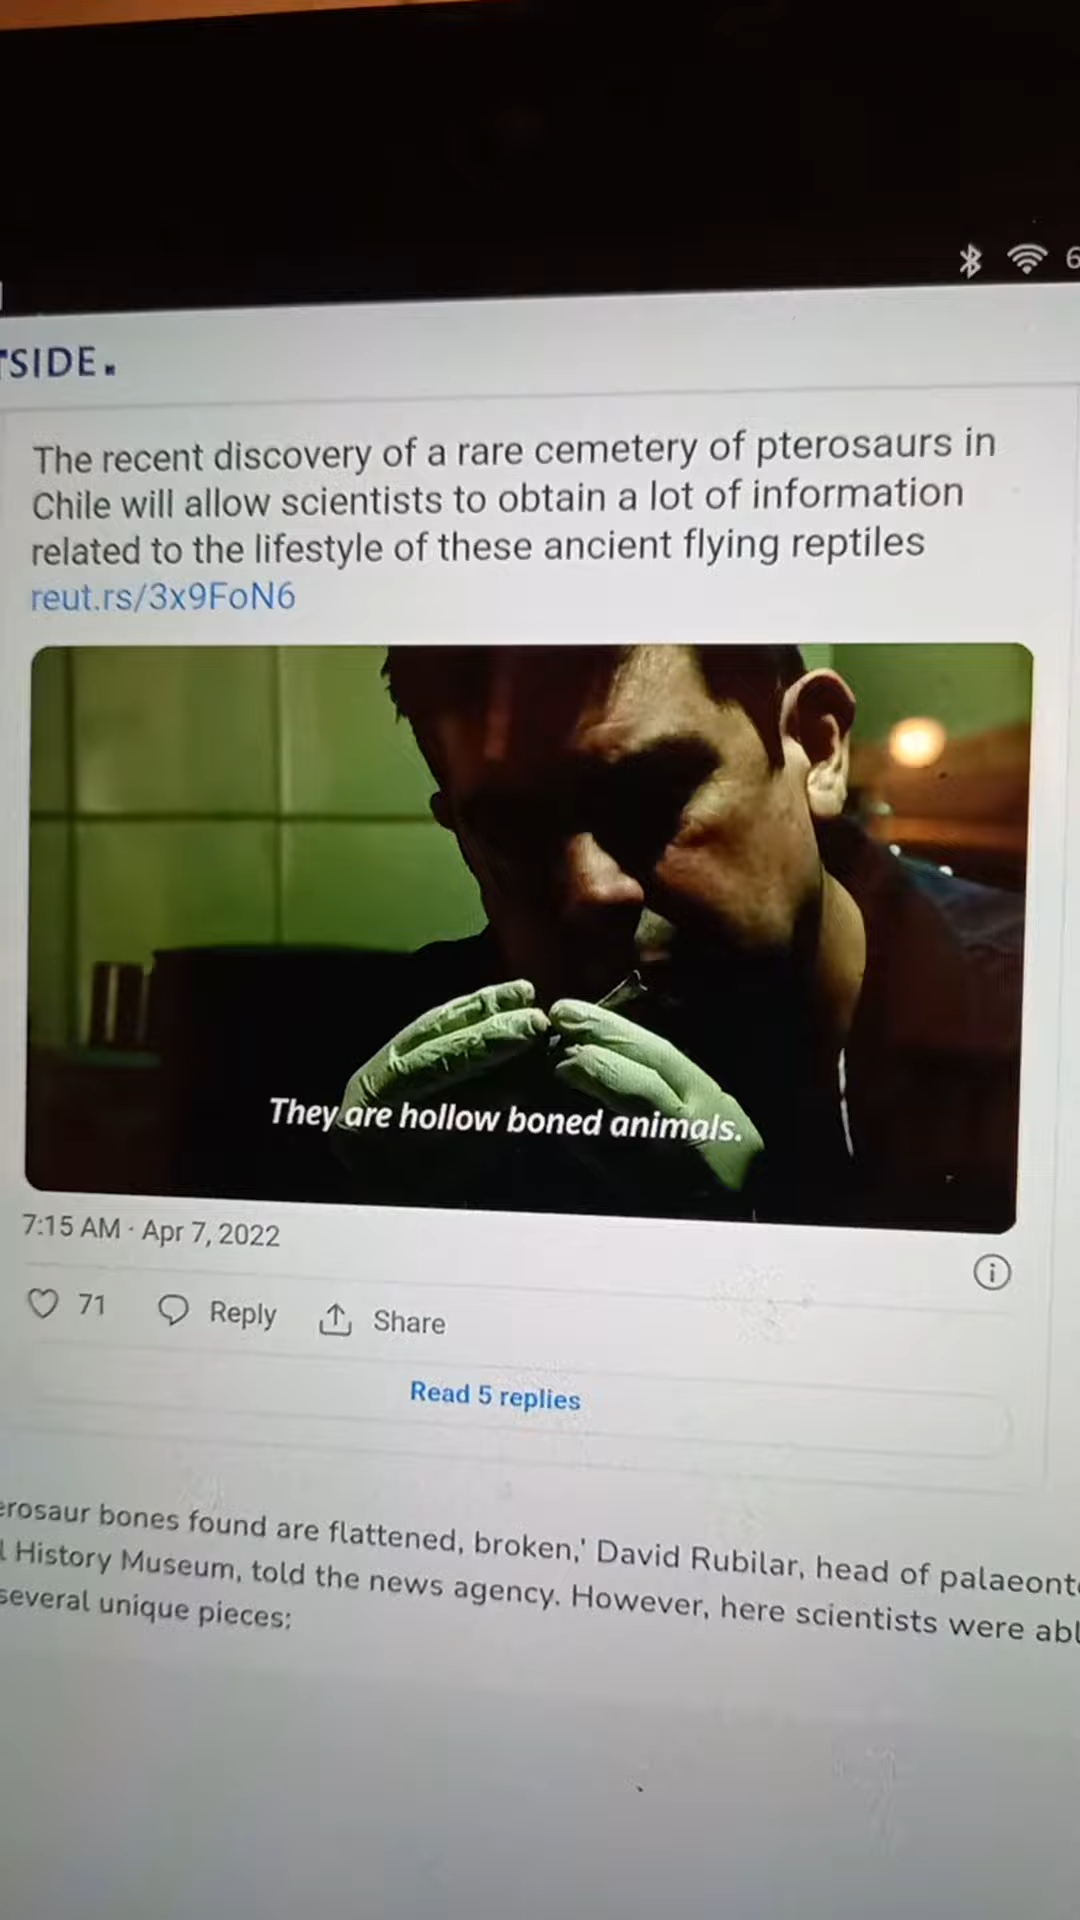 TSIDE.
The recent discovery of a rare cemetery of pterosaurs in
Chile will allow scientists to obtain a lot of information
related to the lifestyle of these ancient flying reptiles
reut.rs/3x9FoN6
They are hollow boned animals.
7:15 AM · Apr 7, 2022
71 Reply Share
Read 5 replies
erosaur bones found are flattened, broken,' David Rubilar, head of palaeonto
l History Museum, told the news agency. However, here scientists were abl
several unique pieces: